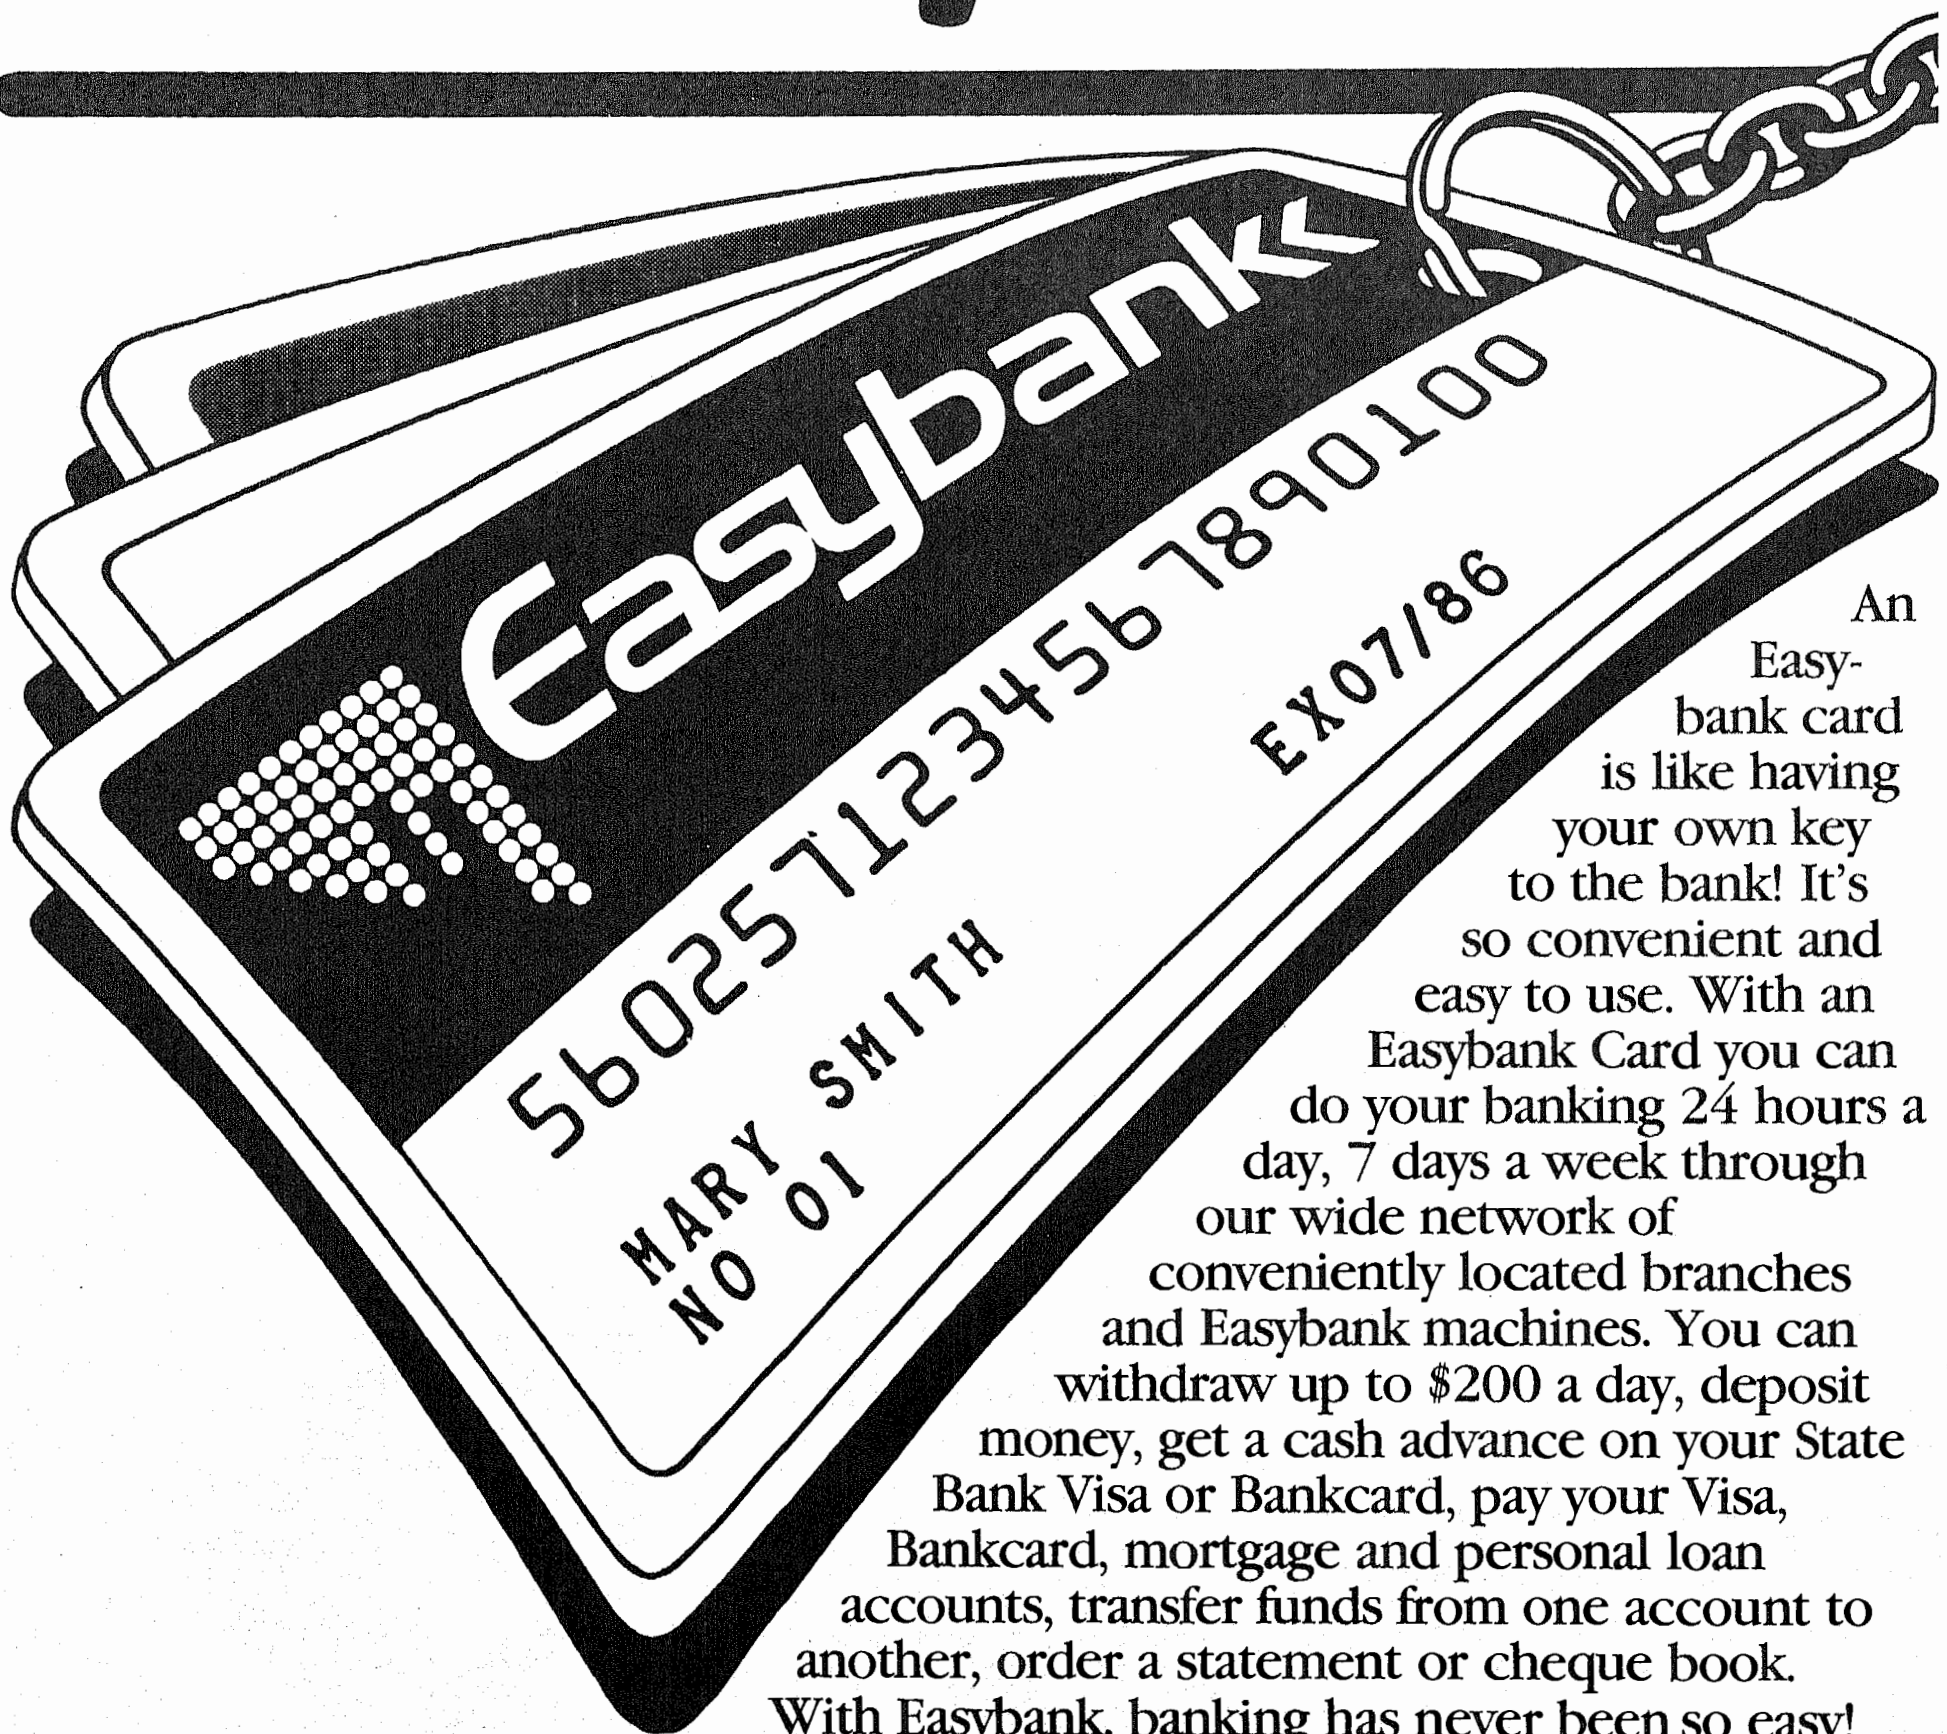 Easybank
560257 1234567890100
EX07/86
MARY SMITH
NO 01
An
Easy-
bank card
is like having
your own key
to the bank! It's
so convenient and
easy to use. With an
Easybank Card you can
do your banking 24 hours a
day, 7 days a week through
our wide network of
conveniently located branches
and Easybank machines. You can
withdraw up to $200 a day, deposit
money, get a cash advance on your State
Bank Visa or Bankcard, pay your Visa,
Bankcard, mortgage and personal loan
accounts, transfer funds from one account to
another, order a statement or cheque book.
With Easybank, banking has never been so easy!